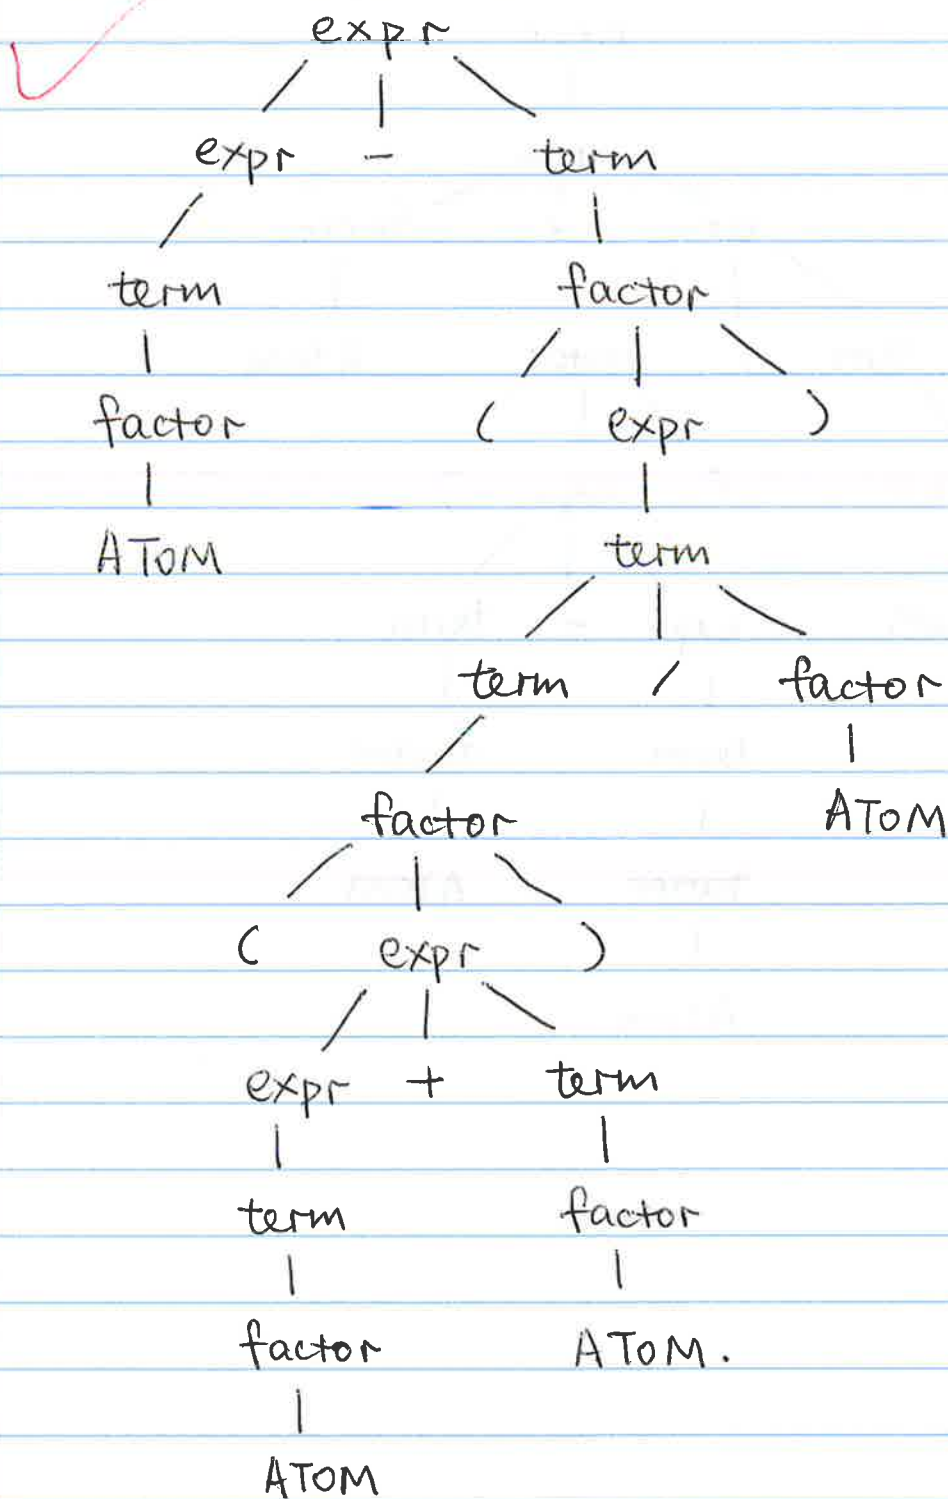 expr
expr - term
term factor
factor ( expr )
ATOM term
term / factor
factor ATOM
( expr )
expr + term
term factor
factor ATOM.
ATOM